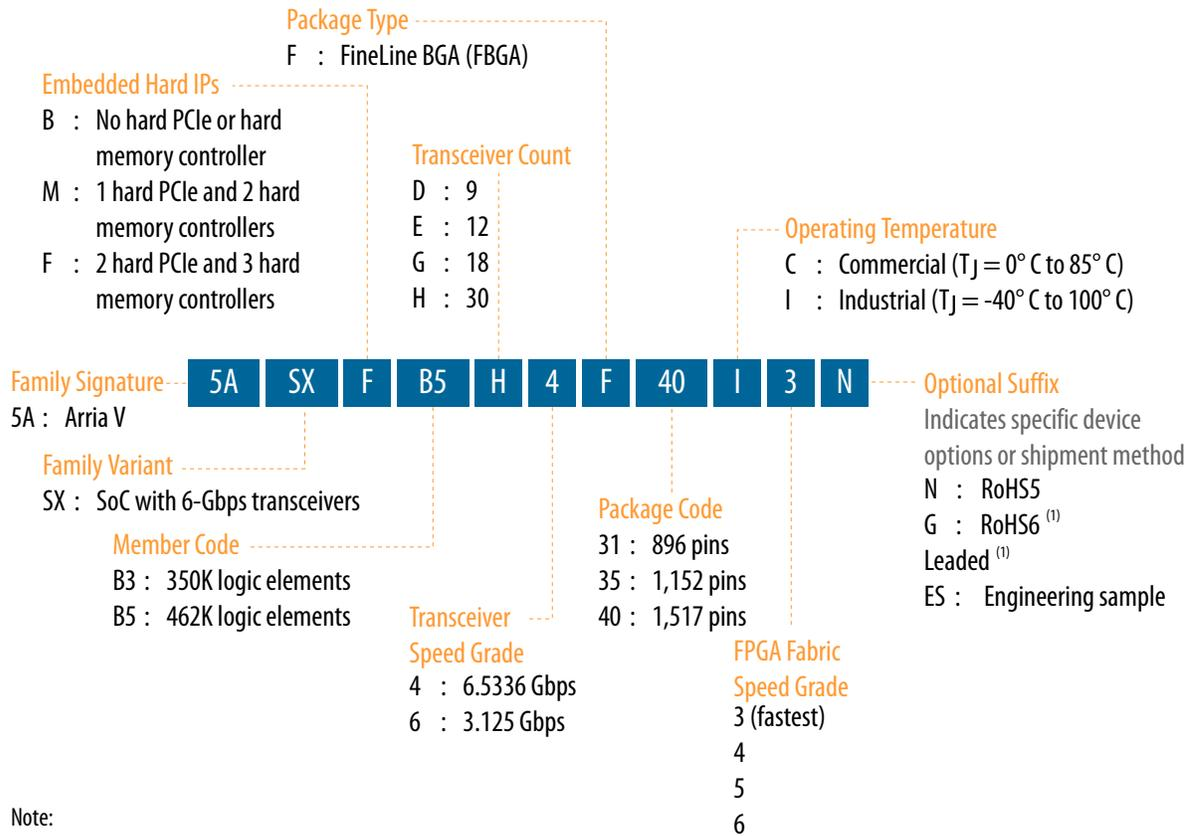 Package Type
F : FineLine BGA (FBGA)
Embedded Hard IPs
B : No hard PCIe or hard
memory controller
M : 1 hard PCIe and 2 hard
memory controllers
F : 2 hard PCIe and 3 hard
memory controllers
Transceiver Count
D : 9
E : 12
G : 18
H : 30
Operating Temperature
C : Commercial (TJ = 0° C to 85° C)
I : Industrial (TJ = -40° C to 100° C)
Family Signature
5A : Arria V
5A SX F B5 H 4 F 40 I 3 N
Optional Suffix
Indicates specific device
options or shipment method
N : RoHS5
G : RoHS6 (1)
Leaded (1)
ES : Engineering sample
Family Variant
SX : SoC with 6-Gbps transceivers
Member Code
B3 : 350K logic elements
B5 : 462K logic elements
Transceiver
Speed Grade
4 : 6.5336 Gbps
6 : 3.125 Gbps
Package Code
31 : 896 pins
35 : 1,152 pins
40 : 1,517 pins
FPGA Fabric
Speed Grade
3 (fastest)
4
5
6
Note: